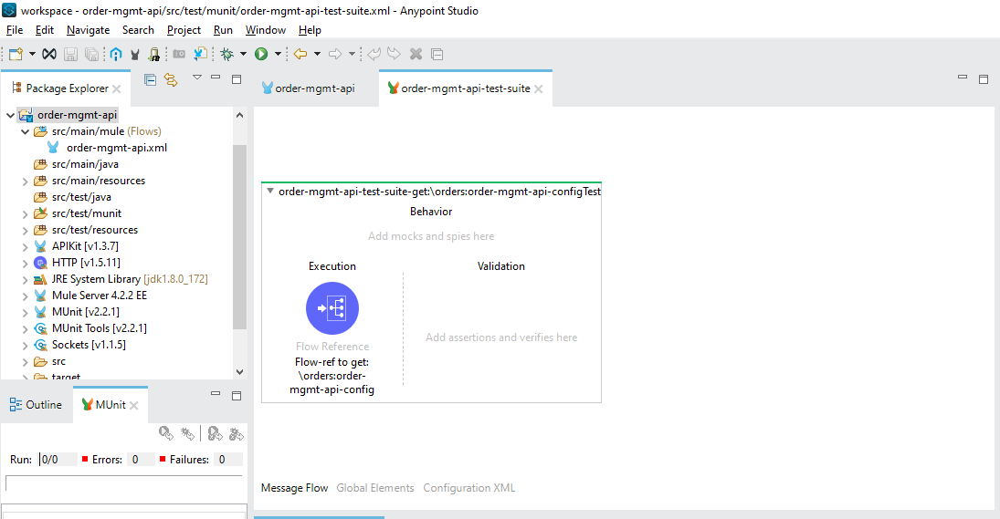 workspace - order-mgmt-api/src/test/munit/order-mgmt-api-test-suite.xml - Anypoint Studio
File Edit Navigate Search Project Run Window Help
Package Explorer
order-mgmt-api
order-mgmt-api-test-suite
order-mgmt-api
src/main/mule (Flows)
order-mgmt-api.xml
src/main/java
src/main/resources
src/test/java
src/test/munit
src/test/resources
APIKit [v1.3.7]
HTTP [v1.5.11]
JRE System Library [jdk1.8.0_172]
Mule Server 4.2.2 EE
MUnit [v2.2.1]
MUnit Tools [v2.2.1]
Sockets [v1.1.5]
src
target
order-mgmt-api-test-suite-get:\orders:order-mgmt-api-configTest
Behavior
Add mocks and spies here
Execution
Validation
Flow Reference
Flow-ref to get:
\orders:order-
mgmt-api-config
Add assertions and verifies here
Outline
MUnit
Run: 0/0 Errors: 0 Failures: 0
Message Flow Global Elements Configuration XML